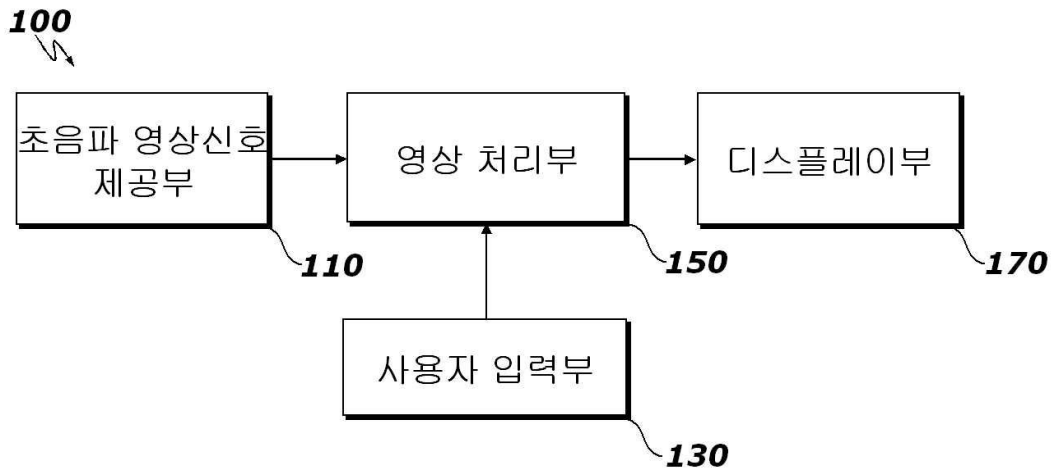 100
초음파 영상신호
제공부
110
영상 처리부
150
디스플레이부
170
사용자 입력부
130